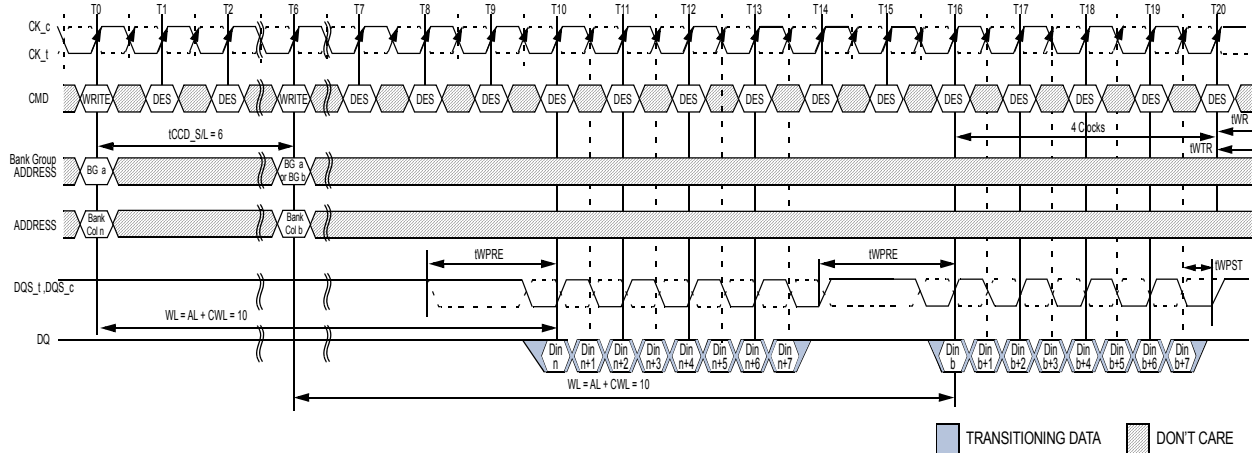 T0 T1 T2 T6 T7 T8 T9 T10 T11 T12 T13 T14 T15 T16 T17 T18 T19 T20
CK_c
CK_t
CMD WRITE DES DES WRITE DES DES DES DES DES DES DES DES DES DES DES DES DES DES
tWR
tCCD_S/L = 6
4 Clocks
tWTR
Bank Group
ADDRESS
BG a
BG a
or BG b
ADDRESS
Bank
Col n
Bank
Col b
tWPRE tWPRE tWPST
DQS_t ,DQS_c
WL = AL + CWL = 10
DQ
Din
n
Din
n+1
Din
n+2
Din
n+3
Din
n+4
Din
n+5
Din
n+6
Din
n+7
Din
b
Din
b+1
Din
b+2
Din
b+3
Din
b+4
Din
b+5
Din
b+6
Din
b+7
WL = AL + CWL = 10
TRANSITIONING DATA DON'T CARE